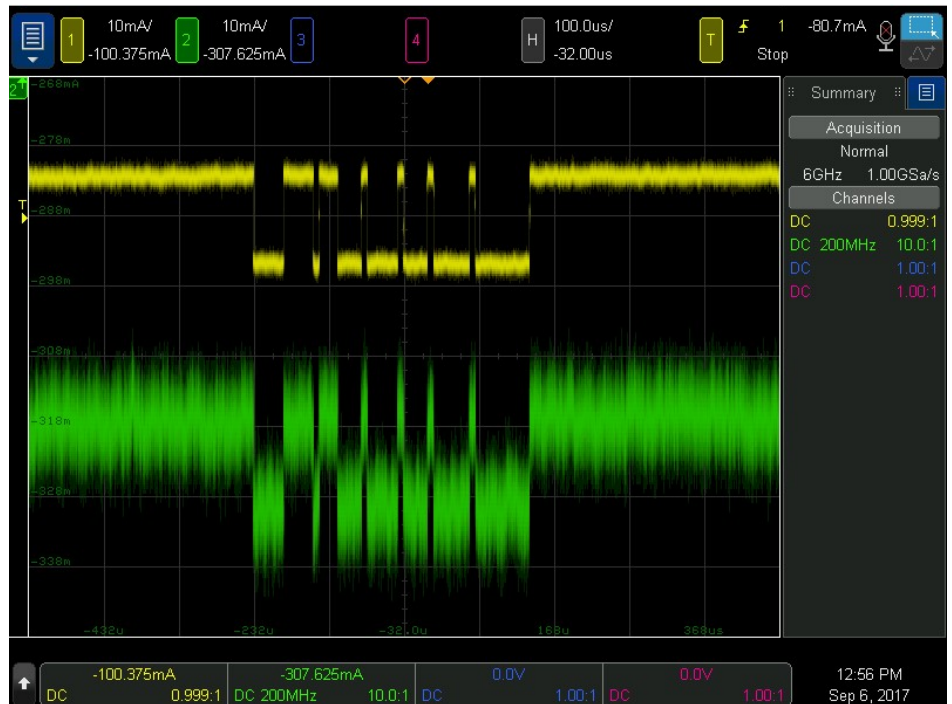 1 10mA/ 2 10mA/ 3 4 H 100.0us/ T 1 -80.7mA
-100.375mA -307.625mA -32.00us Stop
2
-268mA
Summary
Acquisition
-278m
Normal
6GHz 1.00GSa/s
Channels
T
-288m
DC 0.999:1
DC 200MHz 10.0:1
DC 1.00:1
-298m
DC 1.00:1
-308m
-318m
-328m
-338m
-432u -232u -32.0u 168u 368us
-100.375mA -307.625mA 0.0V 0.0V 12:56 PM
DC 0.999:1 DC 200MHz 10.0:1 DC 1.00:1 DC 1.00:1 Sep 6, 2017